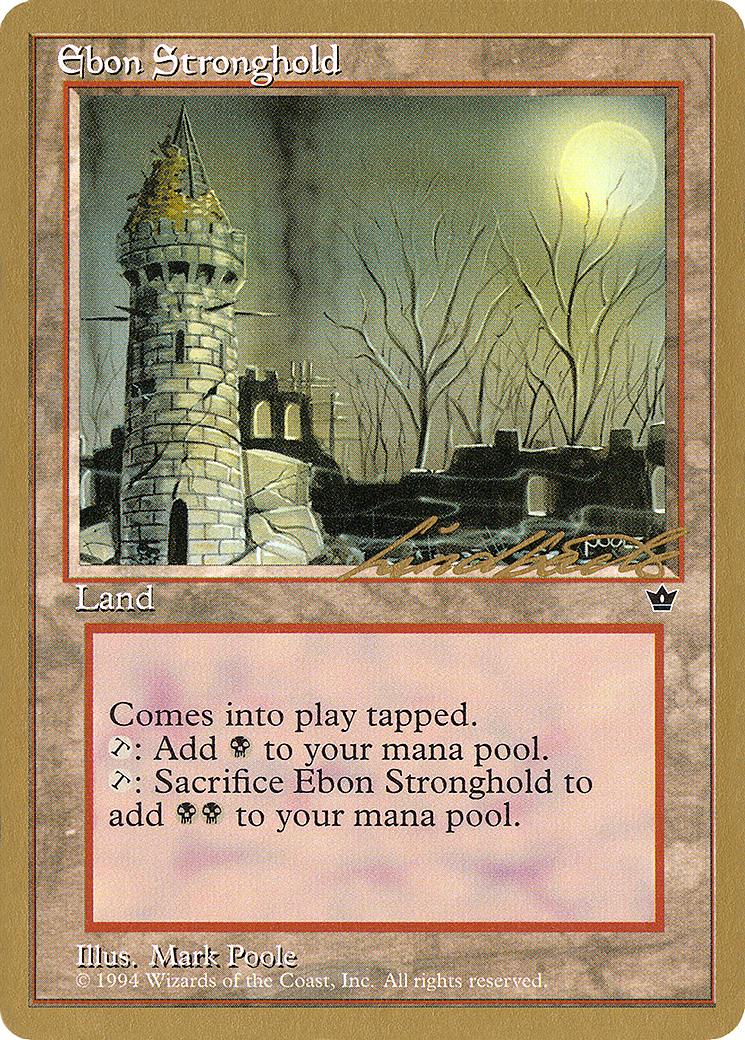 Ebon Stronghold
POOLE
Land
Comes into play tapped.
T: Add to your mana pool.
T: Sacrifice Ebon Stronghold to
add to your mana pool.
Illus. Mark Poole
© 1994 Wizards of the Coast, Inc. All rights reserved.